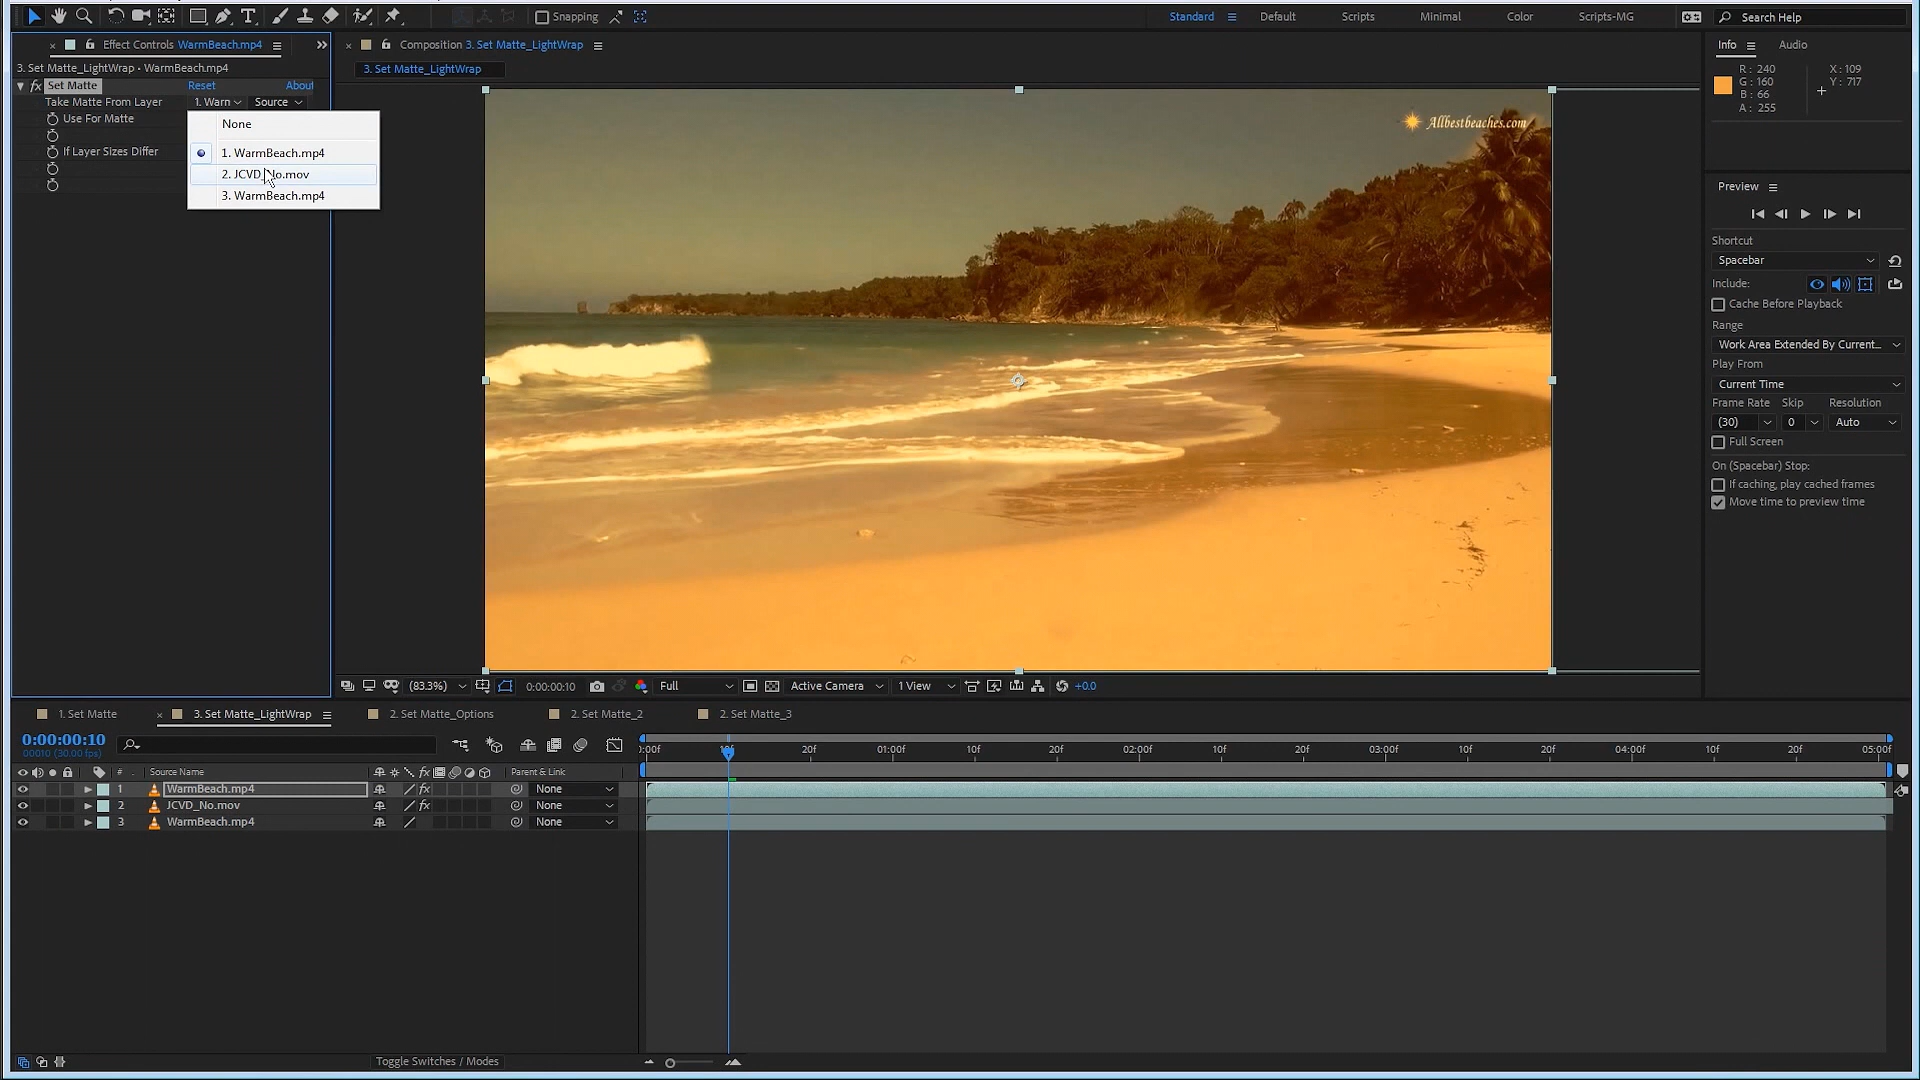 Snapping
Standard
Default
Scripts
Minimal
Color
Scripts-MG
Search Help
Effect Controls WarmBeach.mp4
Composition 3. Set Matte_LightWrap
Info
Audio
3. Set Matte_LightWrap • WarmBeach.mp4
3. Set Matte_LightWrap
R: 240
G: 160
B: 66
A: 255
X: 109
Y: 717
fx Set Matte
Reset
About
Take Matte From Layer
1. Warn
Source
Use For Matte
If Layer Sizes Differ
None
1. WarmBeach.mp4
2. JCVD_No.mov
3. WarmBeach.mp4
Allbestbeaches.com
Preview
Shortcut
Spacebar
Include:
Cache Before Playback
Range
Work Area Extended By Current...
Play From
Current Time
Frame Rate
Skip
Resolution
(30)
0
Auto
Full Screen
On (Spacebar) Stop:
If caching, play cached frames
Move time to preview time
(83.3%)
0:00:00:10
Full
Active Camera
1 View
+0.0
1. Set Matte
3. Set Matte_LightWrap
2. Set Matte_Options
2. Set Matte_2
2. Set Matte_3
0:00:00:10
00010 (30.00 fps)
20f
01:00f
10f
20f
02:00f
10f
20f
03:00f
10f
20f
04:00f
10f
20f
05:00f
#
Source Name
fx
Parent & Link
1
WarmBeach.mp4
fx
None
2
JCVD_No.mov
fx
None
3
WarmBeach.mp4
None
Toggle Switches / Modes